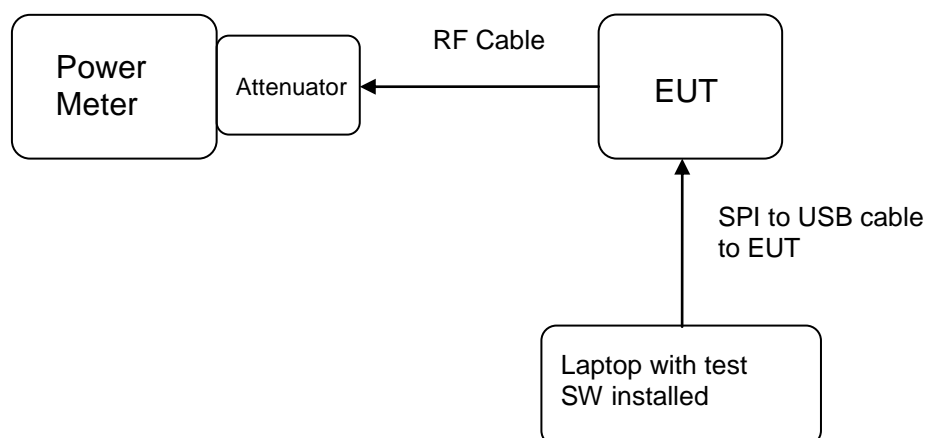 Power
Meter
Attenuator
RF Cable
EUT
SPI to USB cable
to EUT
Laptop with test
SW installed